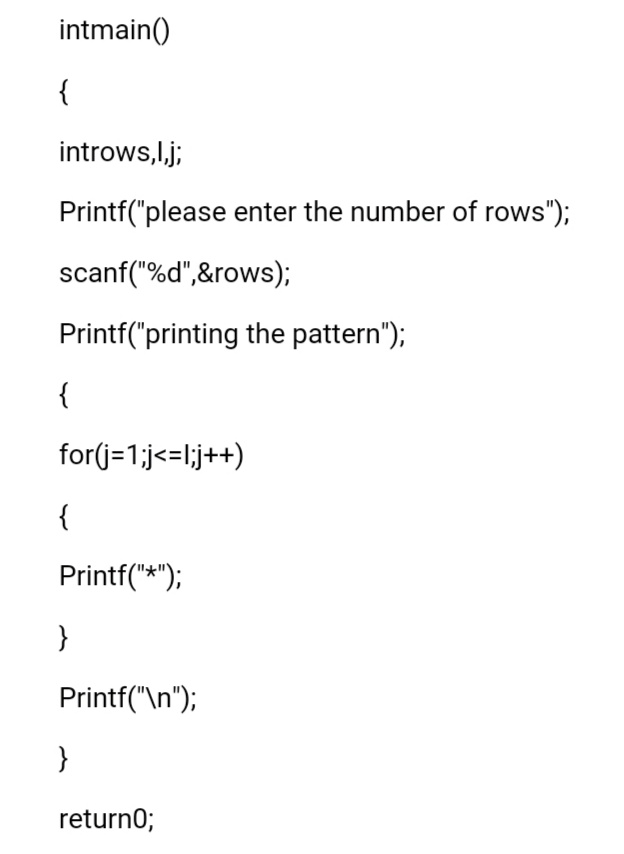 intmain()
{
introws,I,j;
Printf("please enter the number of rows");
scanf("%d",&rows);
Printf("printing the pattern");
{
for(j=1;j<=I;j++)
{
Printf("*");
}
Printf("\n");
}
return0;